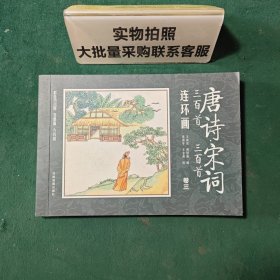 实物拍照
大批量采购联系客服
唐诗三百首
宋词三百首
连环画
卷三